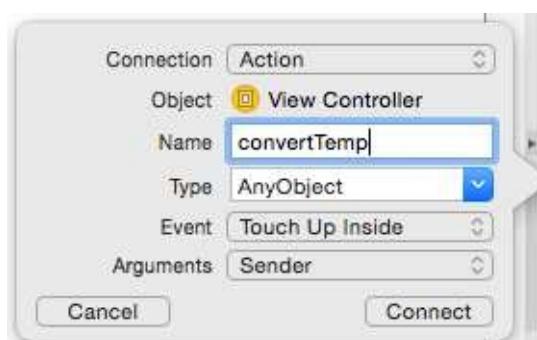 Connection Action
Object View Controller
Name convertTemp
Type AnyObject
Event Touch Up Inside
Arguments Sender
Cancel Connect